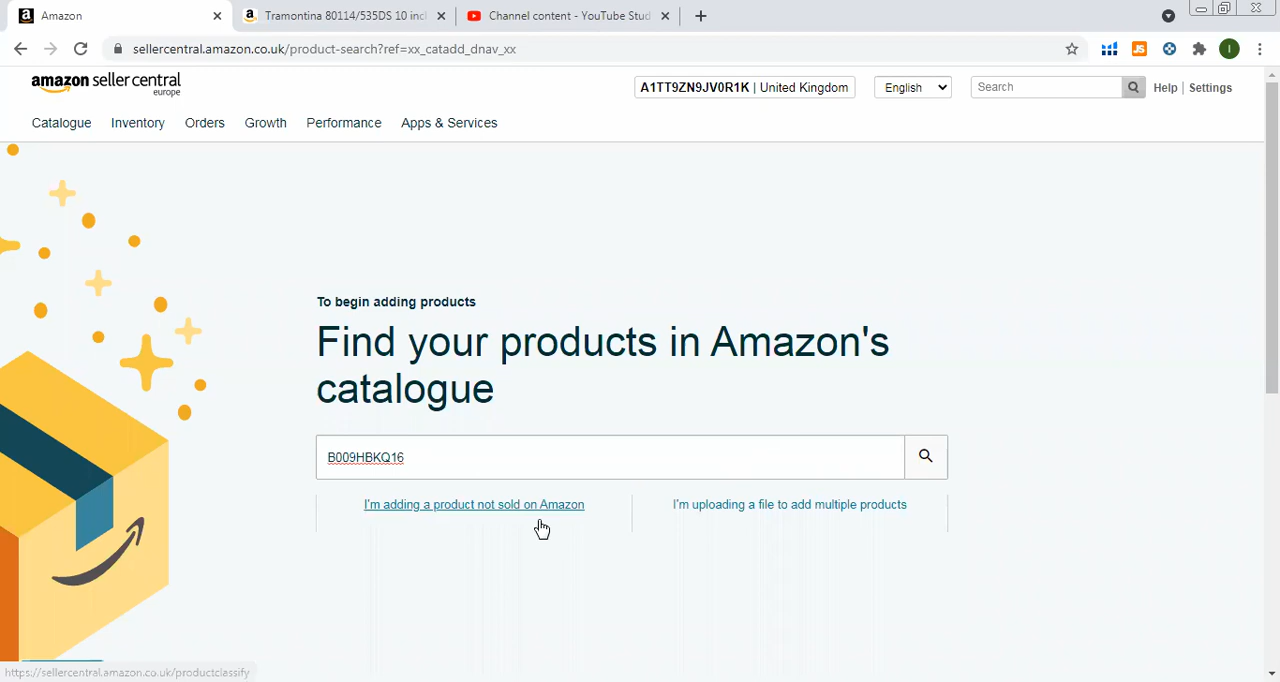 Amazon
Tramontina 80114/535DS 10 incl
Channel content - YouTube Stud
sellercentral.amazon.co.uk/product-search?ref=xx_catadd_dnav_xx
JS
I
amazon seller central
europe
A1TT9ZN9JV0R1K | United Kingdom
English
Search
Help | Settings
Catalogue Inventory Orders Growth Performance Apps & Services
To begin adding products
Find your products in Amazon's
catalogue
B009HBKQ16
I'm adding a product not sold on Amazon
I'm uploading a file to add multiple products
https://sellercentral.amazon.co.uk/productclassify